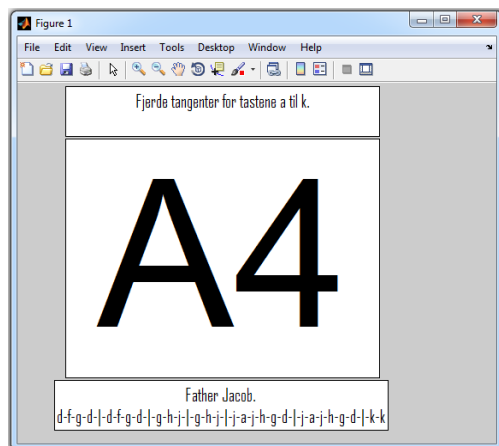 Figure 1
File Edit View Insert Tools Desktop Window Help
Fjerde tangenter for tastene a til k.
A4
Father Jacob.
d-f-g-d-|-d-f-g-d-|-g-h-j-|-g-h-j-|-j-a-j-h-g-d-|-j-a-j-h-g-d-|-k-k